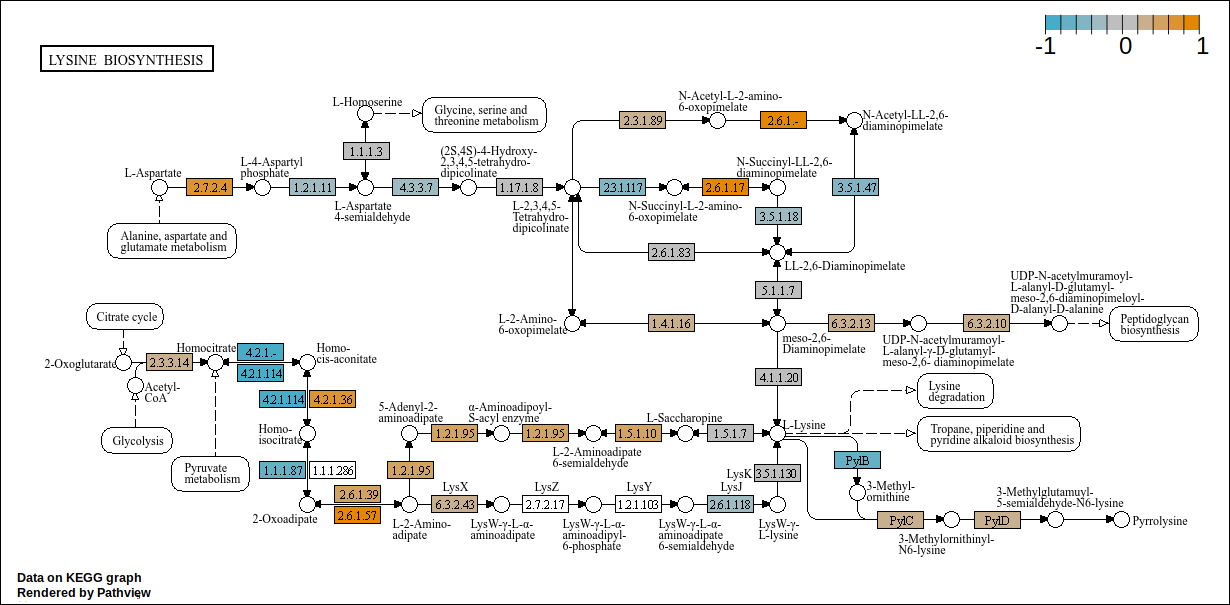 -1 0 1
LYSINE BIOSYNTHESIS
L-Homoserine
Glycine, serine and
threonine metabolism
N-Acetyl-L-2-amino-
6-oxopimelate
2.3.1.89
2.6.1.-
N-Acetyl-LL-2,6-
diaminopimelate
1.1.1.3
L-Aspartate
L-4-Aspartyl
phosphate
(2S,4S)-4-Hydroxy-
2,3,4,5-tetrahydro-
dipicolinate
N-Succinyl-LL-2,6-
diaminopimelate
2.7.2.4
1.2.1.11
4.3.3.7
1.17.1.8
2.3.1.117
2.6.1.17
3.5.1.47
L-Aspartate
4-semialdehyde
L-2,3,4,5-
Tetrahydro-
dipicolinate
N-Succinyl-L-2-amino-
6-oxopimelate
3.5.1.18
Alanine, aspartate and
glutamate metabolism
2.6.1.83
LL-2,6-Diaminopimelate
5.1.1.7
UDP-N-acetylmuramoyl-
L-alanyl-D-glutamyl-
meso-2,6-diaminopimeloyl-
D-alanyl-D-alanine
Citrate cycle
L-2-Amino-
6-oxopimelate
1.4.1.16
6.3.2.13
6.3.2.10
Peptidoglycan
biosynthesis
meso-2,6-
Diaminopimelate
UDP-N-acetylmuramoyl-
L-alanyl-γ-D-glutamyl-
meso-2,6- diaminopimelate
2-Oxoglutarate
2.3.3.14
Homocitrate
4.2.1.-
4.2.1.114
Homo-
cis-aconitate
Acetyl-
CoA
4.2.1.114
4.2.1.36
4.1.1.20
Lysine
degradation
Glycolysis
Homo-
isocitrate
5-Adenyl-2-
aminoadipate
α-Aminoadipoyl-
S-acyl enzyme
L-Saccharopine
L-Lysine
1.2.1.95
1.2.1.95
1.5.1.10
1.5.1.7
Tropane, piperidine and
pyridine alkaloid biosynthesis
L-2-Aminoadipate
6-semialdehyde
Pyruvate
metabolism
1.1.1.87
1.1.1.286
1.2.1.95
LysK
3.5.1.130
PylB
3-Methyl-
ornithine
2.6.1.39
2.6.1.57
LysX
6.3.2.43
LysZ
2.7.2.17
LysY
1.2.1.103
LysJ
2.6.1.118
2-Oxoadipate
L-2-Amino-
adipate
LysW-γ-L-α-
aminoadipate
LysW-γ-L-α-
aminoadipyl-
6-phosphate
LysW-γ-L-α-
aminoadipate
6-semialdehyde
LysW-γ-
L-lysine
PylC
PylD
3-Methylglutamuyl-
5-semialdehyde-N6-lysine
Pyrrolysine
3-Methylornithinyl-
N6-lysine
Data on KEGG graph
Rendered by Pathview